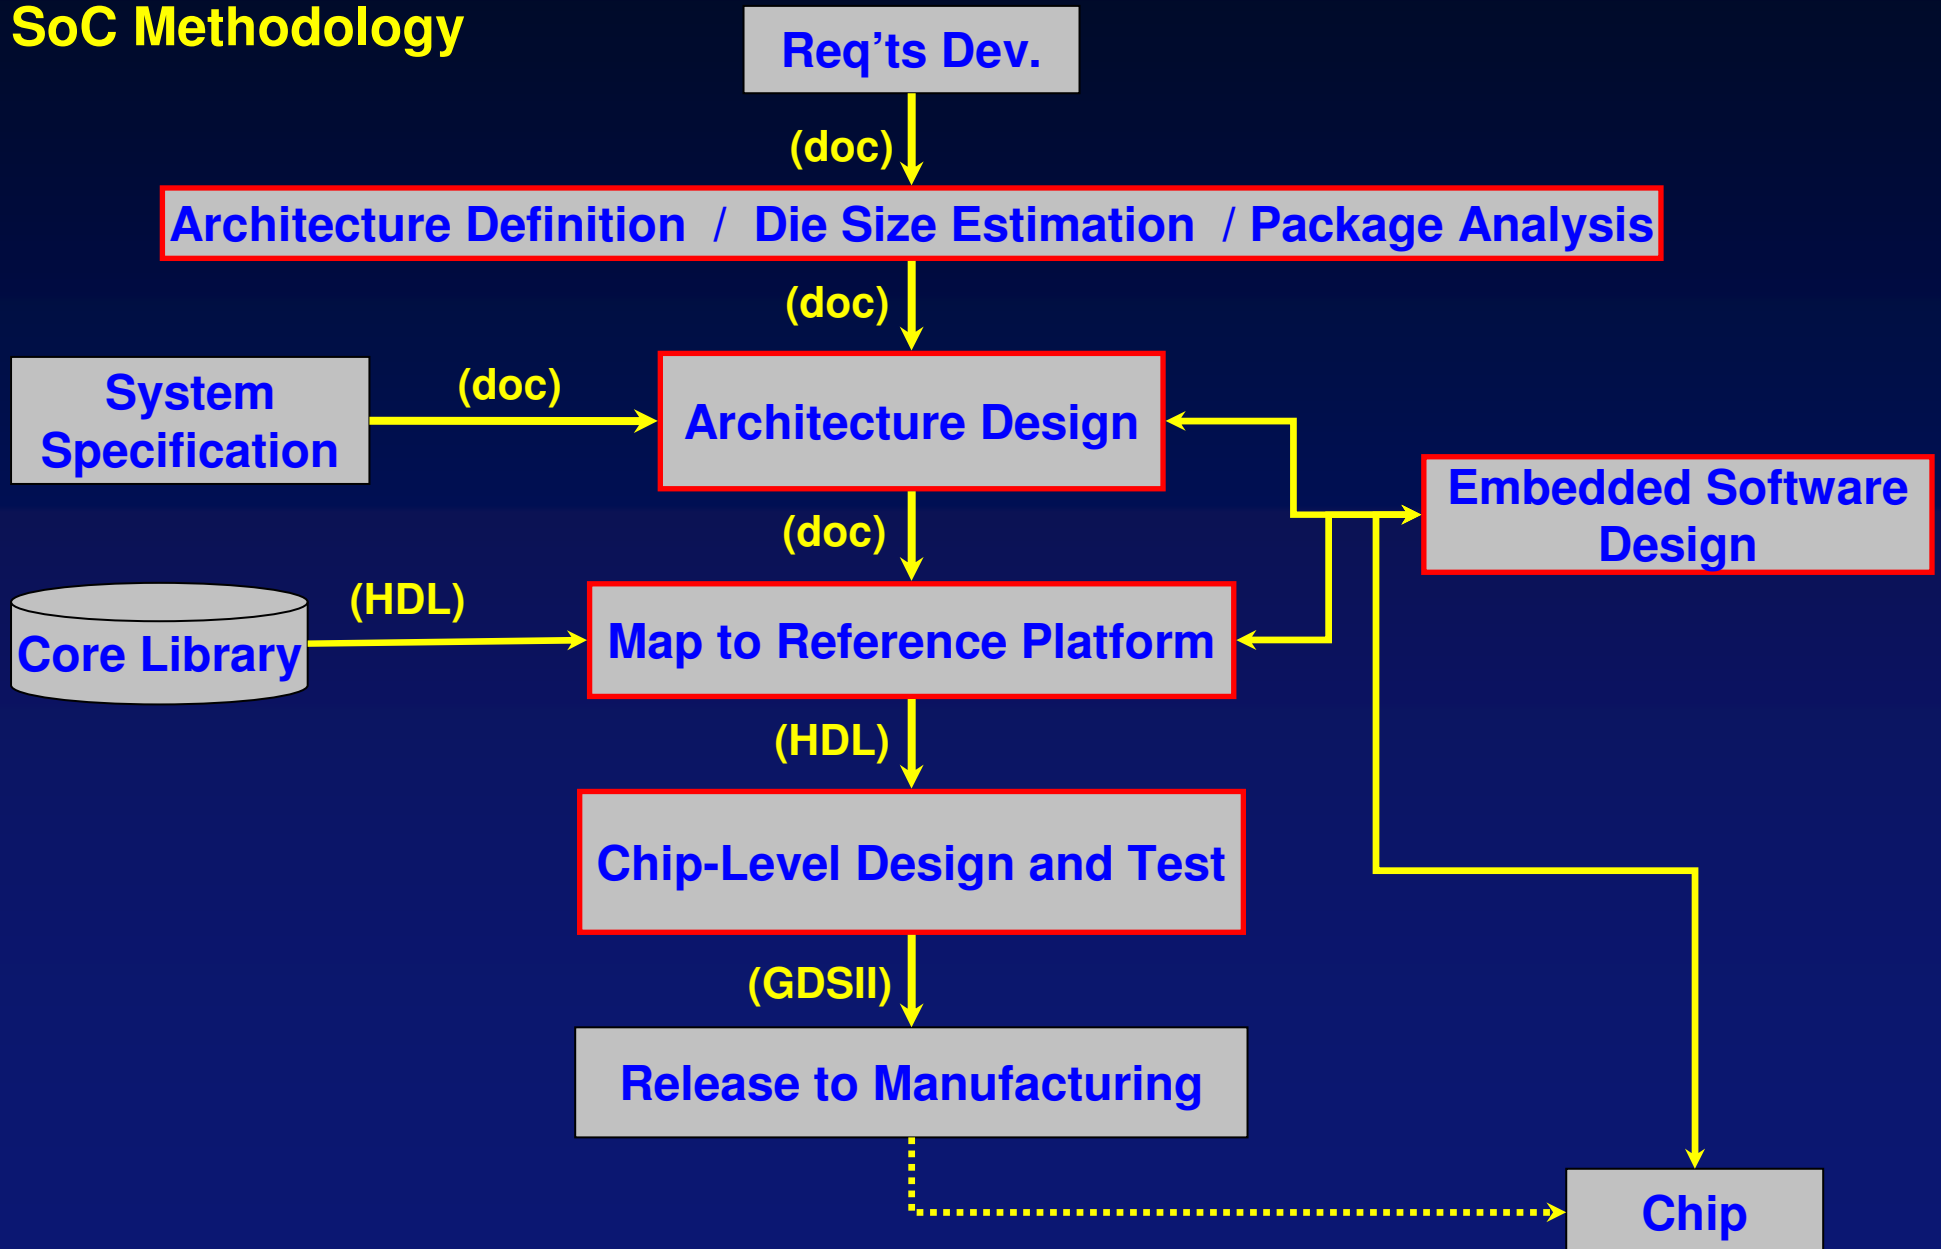 SoC Methodology
Req’ts Dev.
(doc)
Architecture Definition / Die Size Estimation / Package Analysis
(doc)
System
Specification
(doc)
Architecture Design
Embedded Software
Design
(doc)
Core Library
(HDL)
Map to Reference Platform
(HDL)
Chip-Level Design and Test
(GDSII)
Release to Manufacturing
Chip